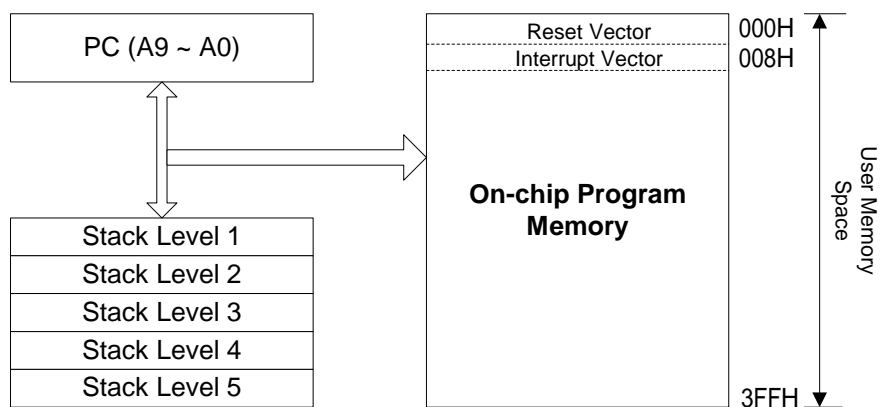 PC (A9 ~ A0)
Stack Level 1
Stack Level 2
Stack Level 3
Stack Level 4
Stack Level 5
Reset Vector
000H
Interrupt Vector
008H
On-chip Program
Memory
3FFH
User Memory
Space